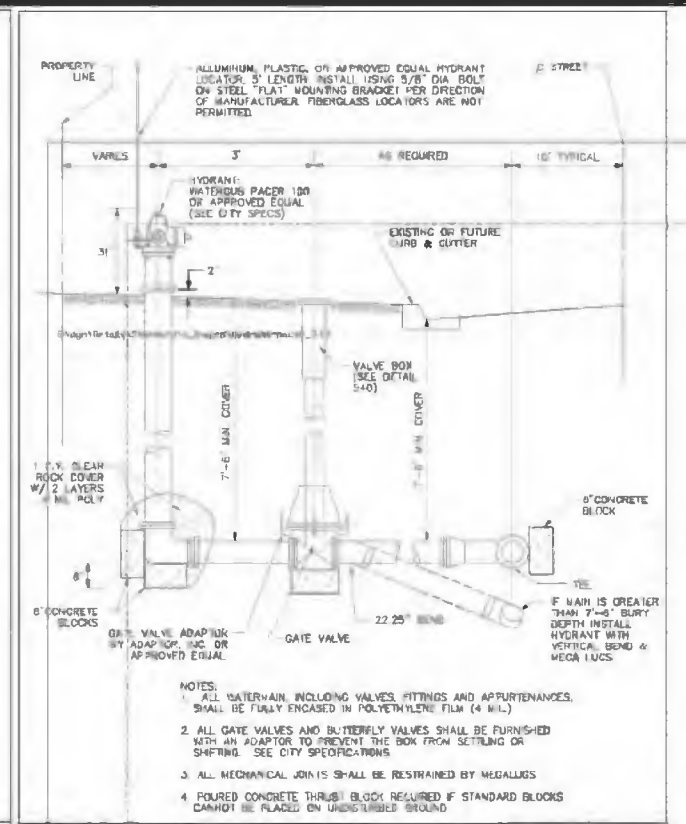 PROPERTY
LINE
ALLUMINUM, PLASTIC, OR APPROVED EQUAL HYDRANT
LOCATOR, 5' LENGTH INSTALL USING 5/8" DIA. BOLT
ON STEEL "FLAT" MOUNTING BRACKET PER DIRECTION
OF MANUFACTURER. FIBERGLASS LOCATORS ARE NOT
PERMITTED
STREET
VARIES
3'
AS REQUIRED
10' TYPICAL
HYDRANT:
WATEROUS PACER 100
OR APPROVED EQUAL
(SEE CITY SPECS)
EXISTING OR FUTURE
CURB & GUTTER
2"
VALVE BOX
(SEE DETAIL
540)
7'-6" MIN. COVER
7'-6" MIN. COVER
1 C.Y. CLEAR
ROCK COVER
W/ 2 LAYERS
MIL POLY
8" CONCRETE
BLOCK
8"
TEE
8" CONCRETE
BLOCKS
GATE VALVE ADAPTOR
BY ADAPTOR, INC. OR
APPROVED EQUAL
GATE VALVE
22.25° BEND
IF MAIN IS GREATER
THAN 7'-6" BURY
DEPTH INSTALL
HYDRANT WITH
VERTICAL BEND &
MEGA LUGS
NOTES:
1. ALL WATERMAIN, INCLUDING VALVES, FITTINGS AND APPURTENANCES,
SHALL BE FULLY ENCASED IN POLYETHYLENE FILM (4 MIL)
2. ALL GATE VALVES AND BUTTERFLY VALVES SHALL BE FURNISHED
WITH AN ADAPTOR TO PREVENT THE BOX FROM SETTLING OR
SHIFTING. SEE CITY SPECIFICATIONS
3. ALL MECHANICAL JOINTS SHALL BE RESTRAINED BY MEGALUGS
4. POURED CONCRETE THRUST BLOCK REQUIRED IF STANDARD BLOCKS
CANNOT BE PLACED ON UNDISTURBED GROUND